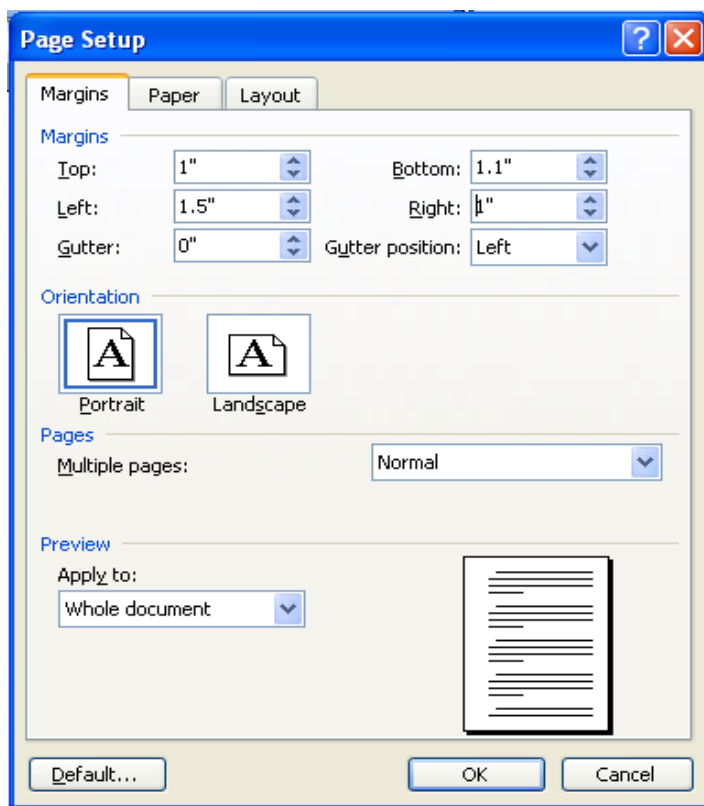 Page Setup
Margins Paper Layout
Margins
Top: 1" Bottom: 1.1"
Left: 1.5" Right: 1"
Gutter: 0" Gutter position: Left
Orientation
A A
Portrait Landscape
Pages
Multiple pages: Normal
Preview
Apply to:
Whole document
Default... OK Cancel